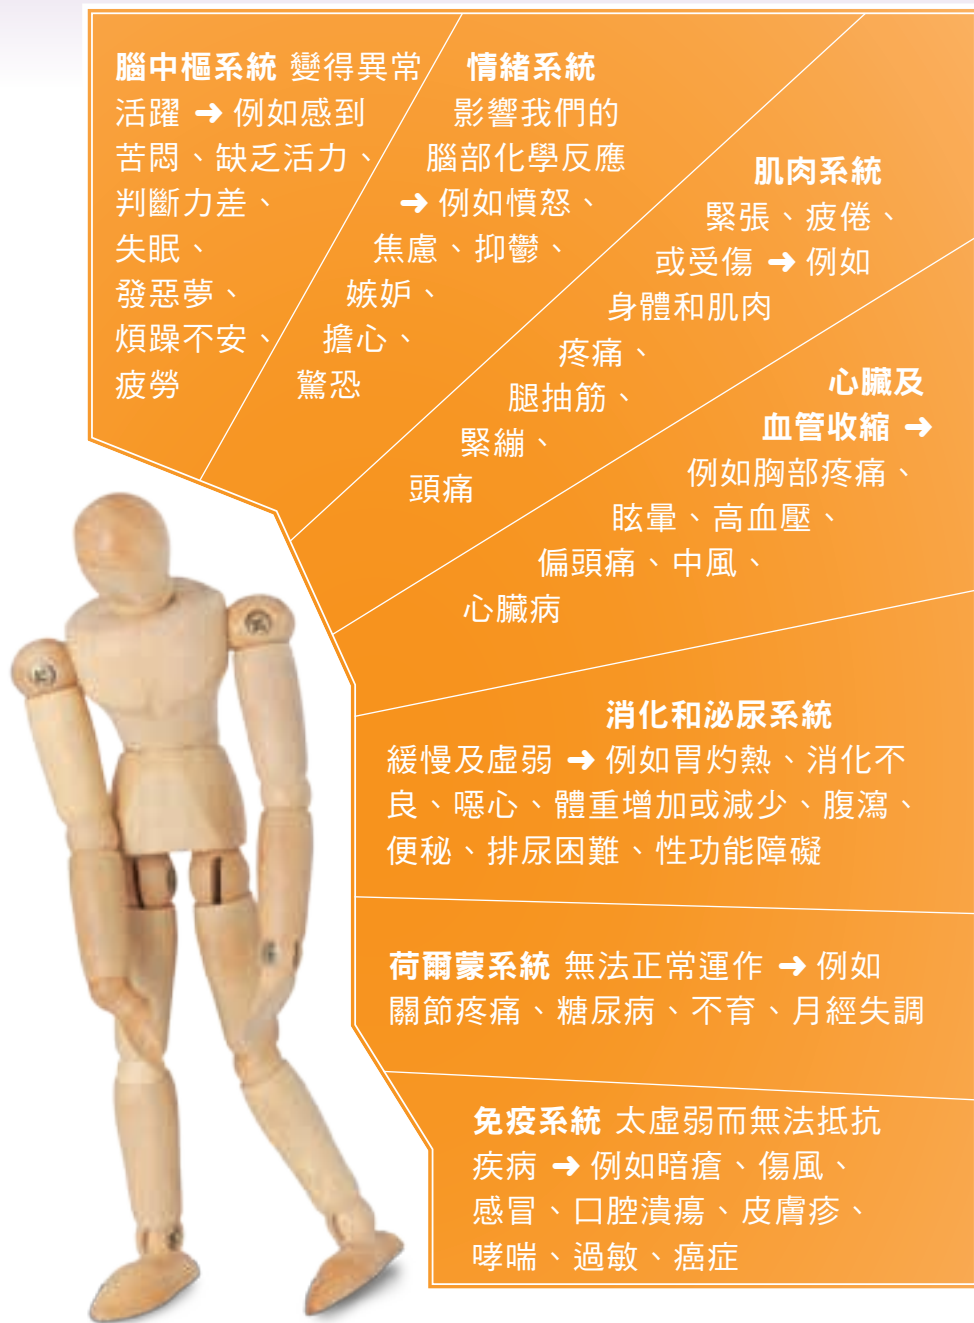 腦中樞系統 變得異常
活躍 ➜ 例如感到
苦悶、缺乏活力、
判斷力差、
失眠、
發惡夢、
煩躁不安、
疲勞
情緒系統
影響我們的
腦部化學反應
➜ 例如憤怒、
焦慮、抑鬱、
嫉妒、
擔心、
驚恐
肌肉系統
緊張、疲倦、
或受傷 ➜ 例如
身體和肌肉
疼痛、
腿抽筋、
緊繃、
頭痛
心臟及
血管收縮 ➜
例如胸部疼痛、
眩暈、高血壓、
偏頭痛、中風、
心臟病
消化和泌尿系統
緩慢及虛弱 ➜ 例如胃灼熱、消化不
良、噁心、體重增加或減少、腹瀉、
便秘、排尿困難、性功能障礙
荷爾蒙系統 無法正常運作 ➜ 例如
關節疼痛、糖尿病、不育、月經失調
免疫系統 太虛弱而無法抵抗
疾病 ➜ 例如暗瘡、傷風、
感冒、口腔潰瘍、皮膚疹、
哮喘、過敏、癌症